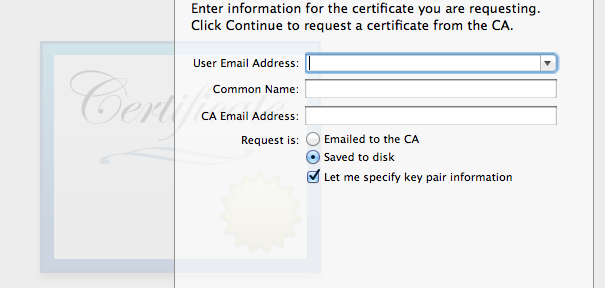 Enter information for the certificate you are requesting.
Click Continue to request a certificate from the CA.
Certificate
User Email Address:
Common Name:
CA Email Address:
Request is:
Emailed to the CA
Saved to disk
Let me specify key pair information